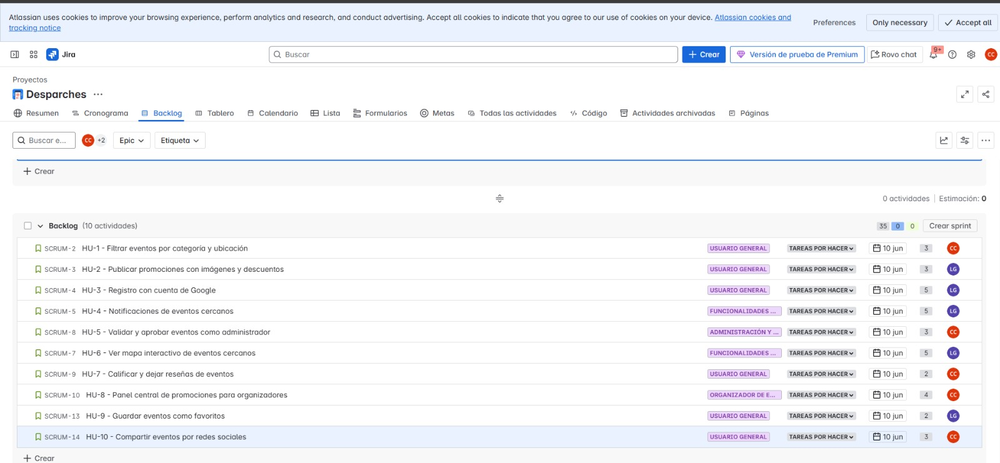 Atlassian uses cookies to improve your browsing experience, perform analytics and research, and conduct advertising. Accept all cookies to indicate that you agree to our use of cookies on your device. Atlassian cookies and
tracking notice
Preferences
Only necessary
Accept all
Jira
Buscar
Crear
Versión de prueba de Premium
Rovo chat
9+
CC
Proyectos
Desparches
Resumen
Cronograma
Backlog
Tablero
Calendario
Lista
Formularios
Metas
Todas las actividades
Código
Actividades archivadas
Páginas
Buscar e...
CC +2
Epic
Etiqueta
Crear
0 actividades Estimación: 0
Backlog (10 actividades) 35 0 0 Crear sprint
SCRUM-2 HU-1 - Filtrar eventos por categoría y ubicación USUARIO GENERAL TAREAS POR HACER 10 jun 3 CC
SCRUM-3 HU-2 - Publicar promociones con imágenes y descuentos USUARIO GENERAL TAREAS POR HACER 10 jun 3 LG
SCRUM-4 HU-3 - Registro con cuenta de Google USUARIO GENERAL TAREAS POR HACER 10 jun 5 LG
SCRUM-5 HU-4 - Notificaciones de eventos cercanos FUNCIONALIDADES ... TAREAS POR HACER 10 jun 5 LG
SCRUM-8 HU-5 - Validar y aprobar eventos como administrador ADMINISTRACIÓN Y ... TAREAS POR HACER 10 jun 3 CC
SCRUM-7 HU-6 - Ver mapa interactivo de eventos cercanos FUNCIONALIDADES ... TAREAS POR HACER 10 jun 5 LG
SCRUM-9 HU-7 - Calificar y dejar reseñas de eventos USUARIO GENERAL TAREAS POR HACER 10 jun 2 CC
SCRUM-10 HU-8 - Panel central de promociones para organizadores ORGANIZADOR DE E... TAREAS POR HACER 10 jun 4 CC
SCRUM-13 HU-9 - Guardar eventos como favoritos USUARIO GENERAL TAREAS POR HACER 10 jun 2 LG
SCRUM-14 HU-10 - Compartir eventos por redes sociales USUARIO GENERAL TAREAS POR HACER 10 jun 3 CC
Crear